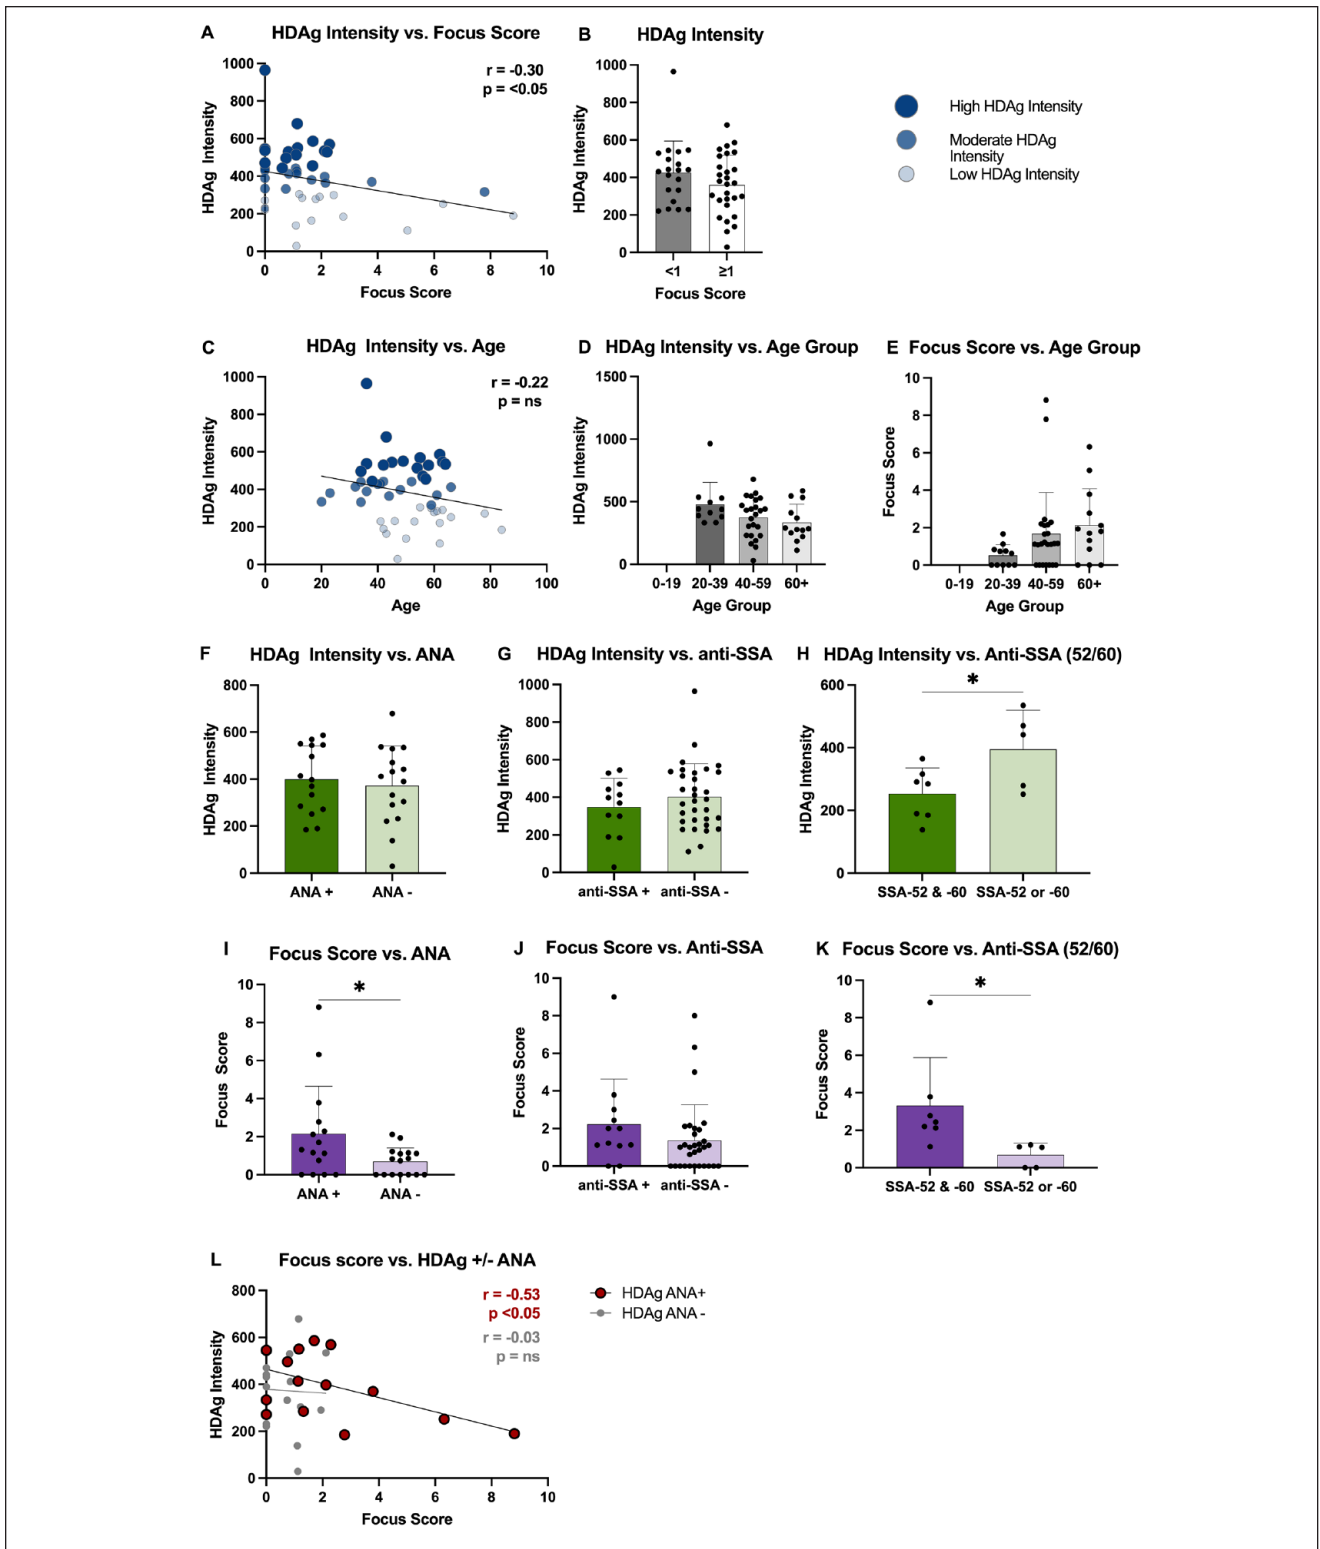 A HDAg Intensity vs. Focus Score
r = -0.30
p = <0.05
HDAg Intensity
1000
800
600
400
200
0
0 2 4 6 8 10
Focus Score
B HDAg Intensity
HDAg Intensity
1000
800
600
400
200
0
<1 ≥1
Focus Score
High HDAg Intensity
Moderate HDAg
Intensity
Low HDAg Intensity
C HDAg Intensity vs. Age
r = -0.22
p = ns
HDAg Intensity
1000
800
600
400
200
0
0 20 40 60 80 100
Age
D HDAg Intensity vs. Age Group
HDAg Intensity
1500
1000
500
0
0-19 20-39 40-59 60+
Age Group
E Focus Score vs. Age Group
Focus Score
10
8
6
4
2
0
0-19 20-39 40-59 60+
Age Group
F HDAg Intensity vs. ANA
HDAg Intensity
800
600
400
200
0
ANA + ANA -
G HDAg Intensity vs. anti-SSA
HDAg Intensity
1000
800
600
400
200
0
anti-SSA + anti-SSA -
H HDAg Intensity vs. Anti-SSA (52/60)
*
HDAg Intensity
600
400
200
0
SSA-52 & -60 SSA-52 or -60
I Focus Score vs. ANA
*
Focus Score
10
8
6
4
2
0
ANA + ANA -
J Focus Score vs. Anti-SSA
Focus Score
10
8
6
4
2
0
anti-SSA + anti-SSA -
K Focus Score vs. Anti-SSA (52/60)
*
Focus Score
10
8
6
4
2
0
SSA-52 & -60 SSA-52 or -60
L Focus score vs. HDAg +/- ANA
r = -0.53
p <0.05
r = -0.03
p = ns
HDAg ANA+
HDAg ANA -
HDAg Intensity
800
600
400
200
0
0 2 4 6 8 10
Focus Score